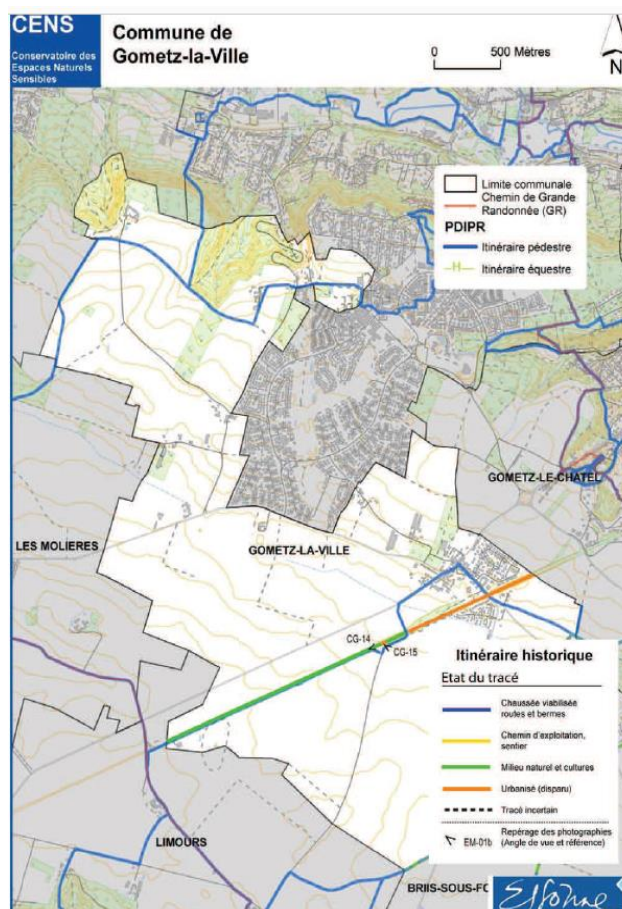 CENS
Conservatoire des
Espaces Naturels
Sensibles
Commune de
Gometz-la-Ville
0 500 Mètres
N
Limite communale
Chemin de Grande
Randonnée (GR)
PDIPR
Itinéraire pédestre
H Itinéraire équestre
GOMETZ-LE-CHATEL
LES MOLIERES
GOMETZ-LA-VILLE
CG-14
CG-15
Itinéraire historique
Etat du tracé
Chaussée viabilisée
routes et bermes
Chemin d'exploitation,
sentier
Milieu naturel et cultures
Urbanisé (disparu)
Tracé incertain
Repérage des photographies
EM-01b (Angle de vue et référence)
LIMOURS
BRIIS-SOUS-FO
Essonne